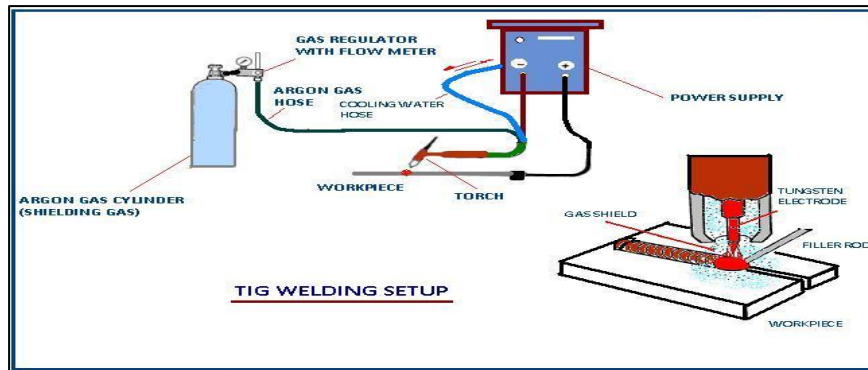 GAS REGULATOR
WITH FLOW METER
ARGON GAS
HOSE
COOLING WATER
HOSE
−
+
POWER SUPPLY
ARGON GAS CYLINDER
(SHIELDING GAS)
WORKPIECE
TORCH
TUNGSTEN
ELECTRODE
GAS SHIELD
FILLER ROD
WORKPIECE
TIG WELDING SETUP